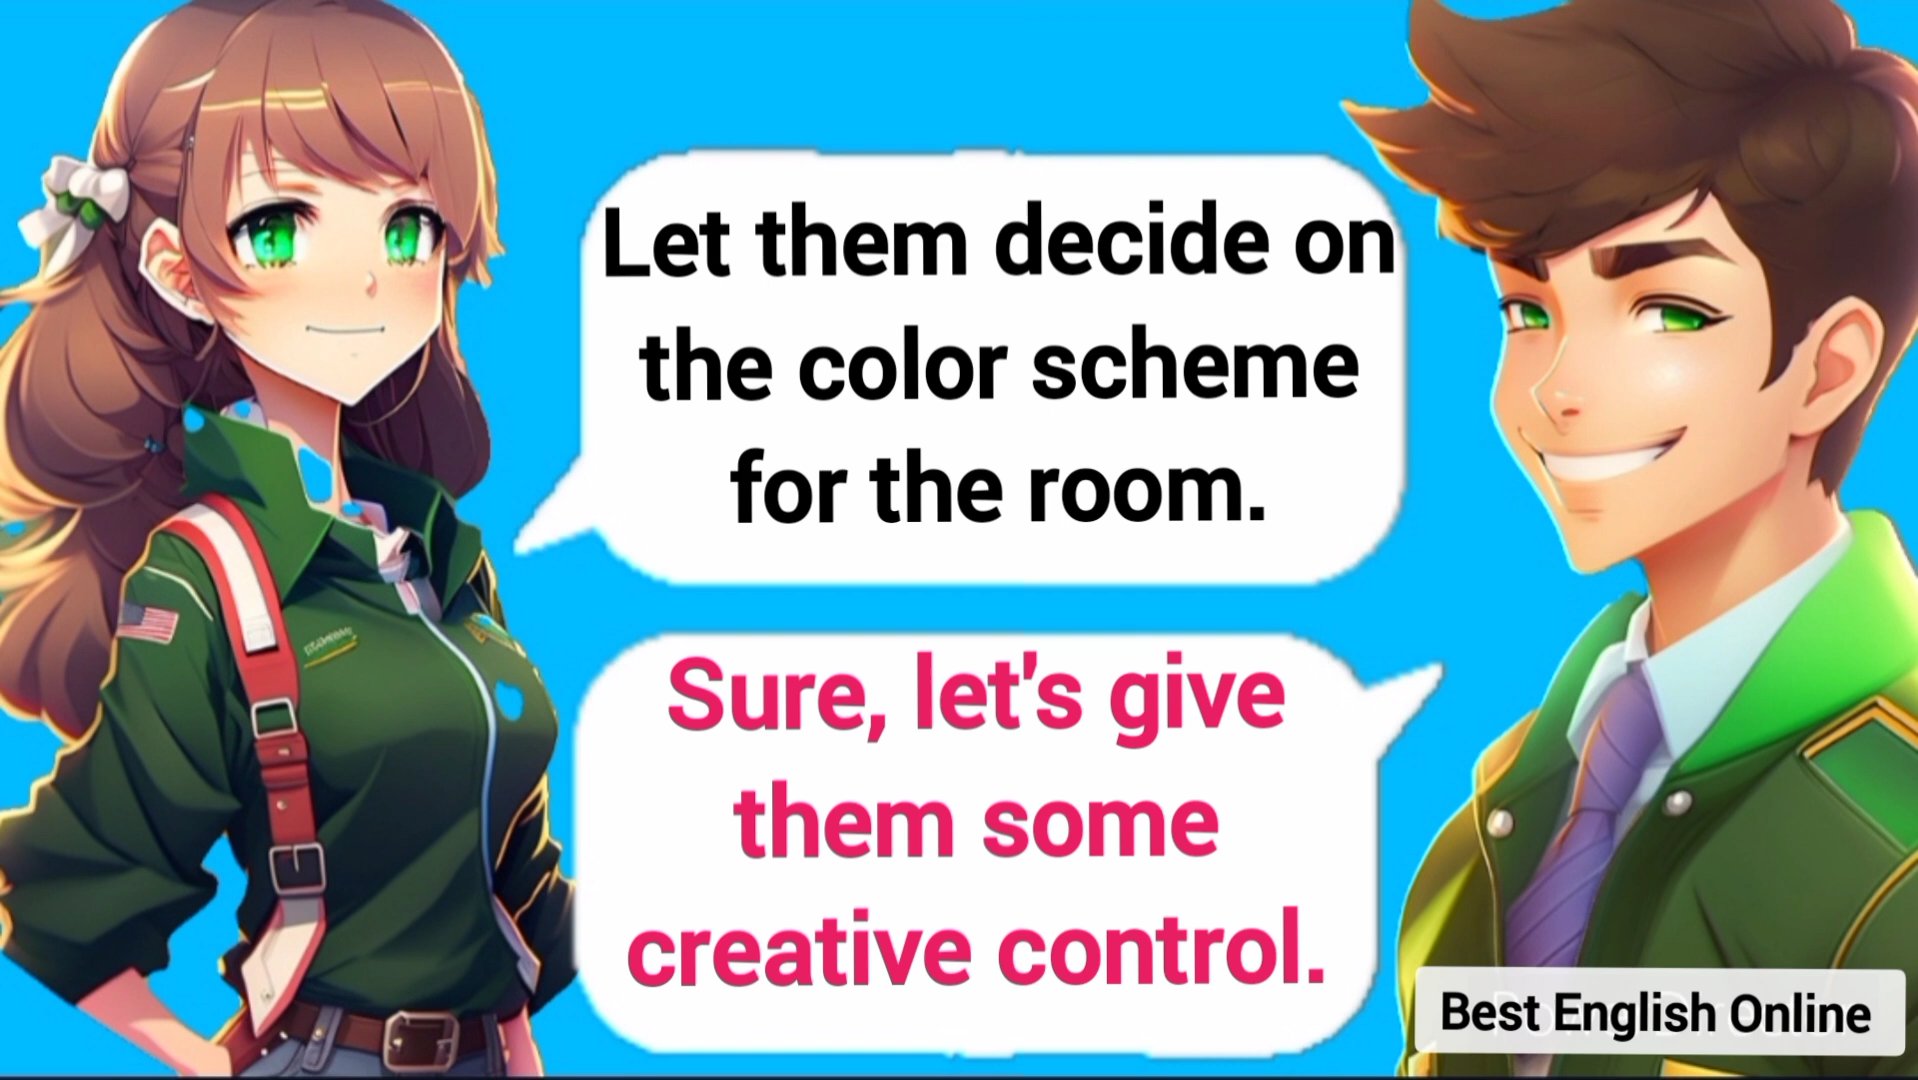 Let them decide on
the color scheme
for the room.
Sure, let's give
them some
creative control.
Best English Online